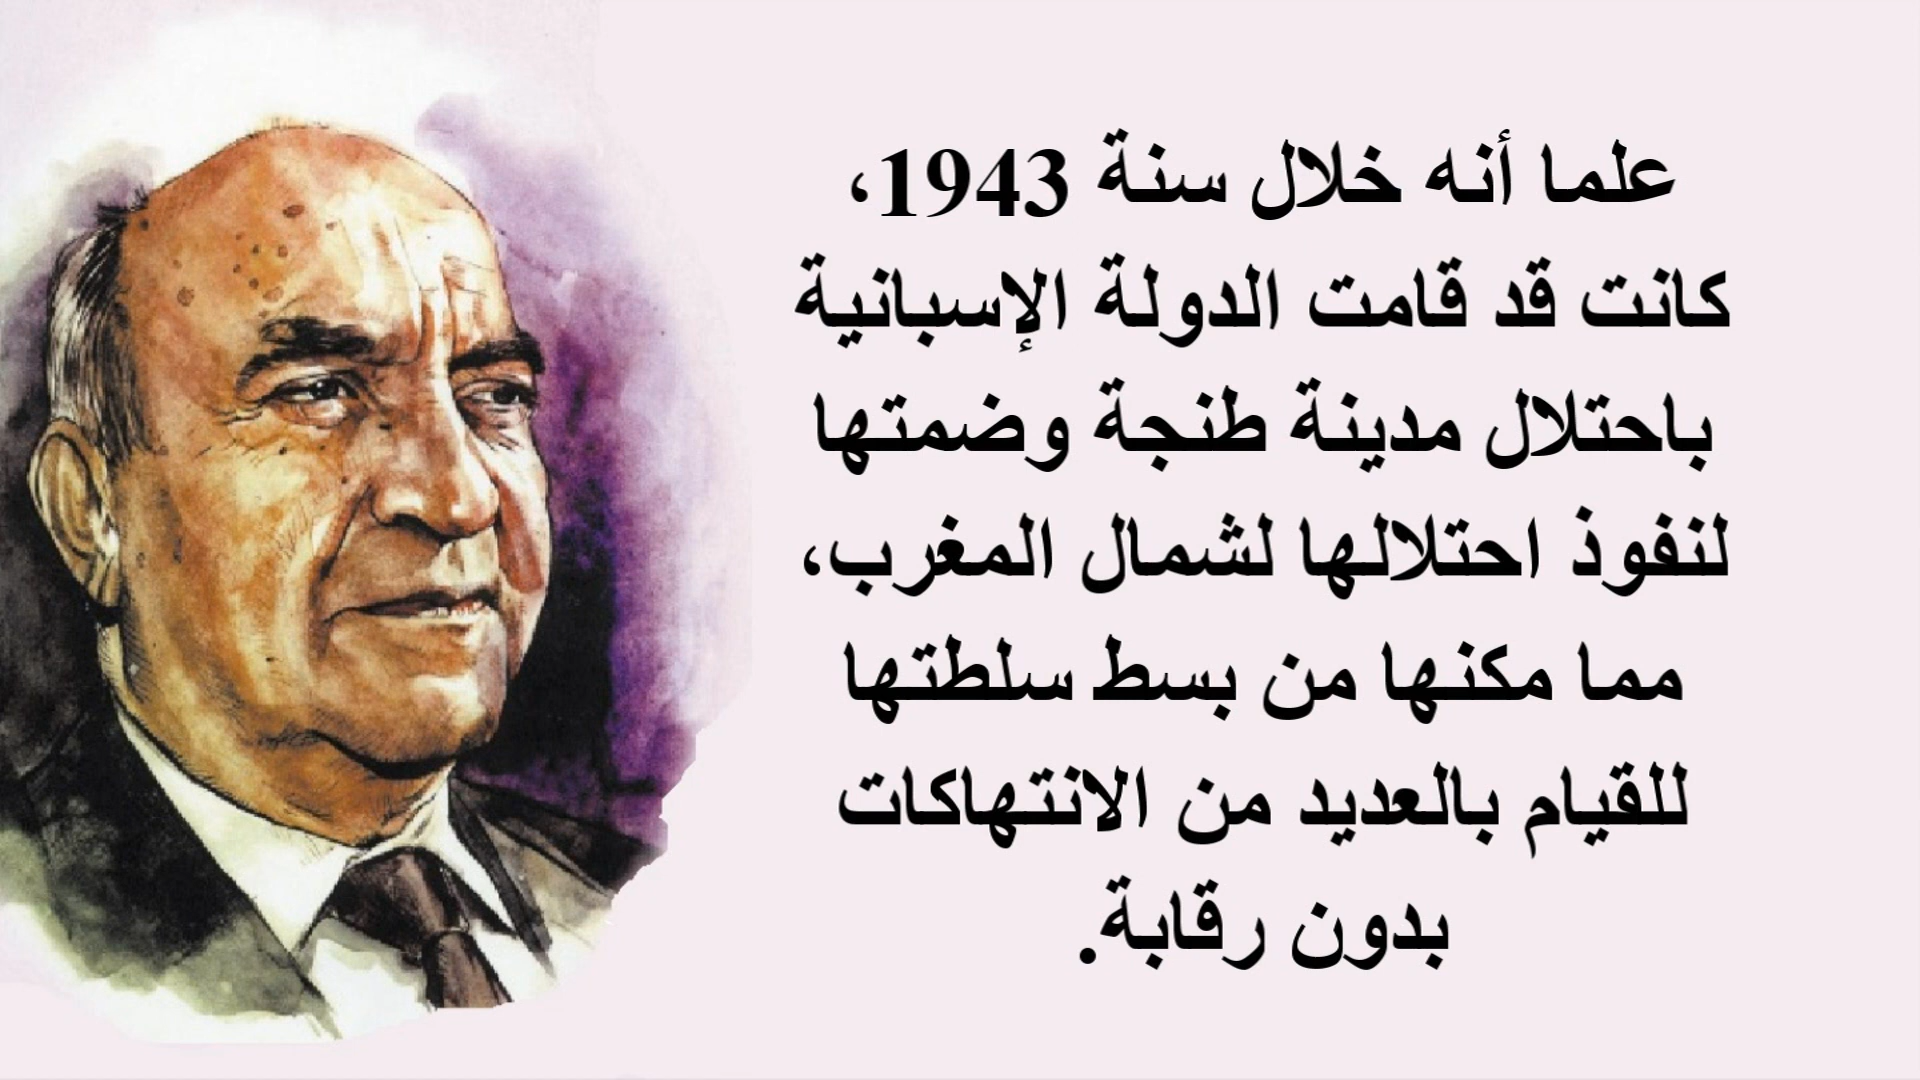 علما أنه خلال سنة 1943،
كانت قد قامت الدولة الإسبانية
باحتلال مدينة طنجة وضمتها
لنفوذ احتلالها لشمال المغرب،
مما مكنها من بسط سلطتها
للقيام بالعديد من الانتهاكات
بدون رقابة.